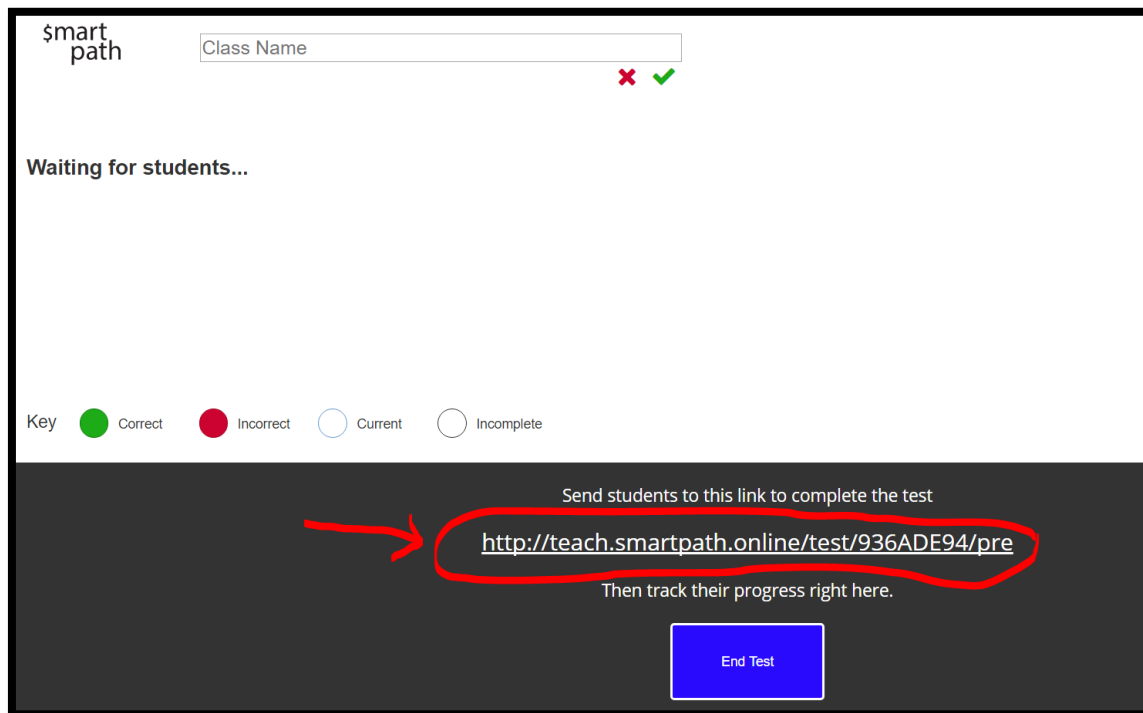 $mart
path
Class Name
Waiting for students...
Key Correct Incorrect Current Incomplete
Send students to this link to complete the test
http://teach.smartpath.online/test/936ADE94/pre
Then track their progress right here.
End Test